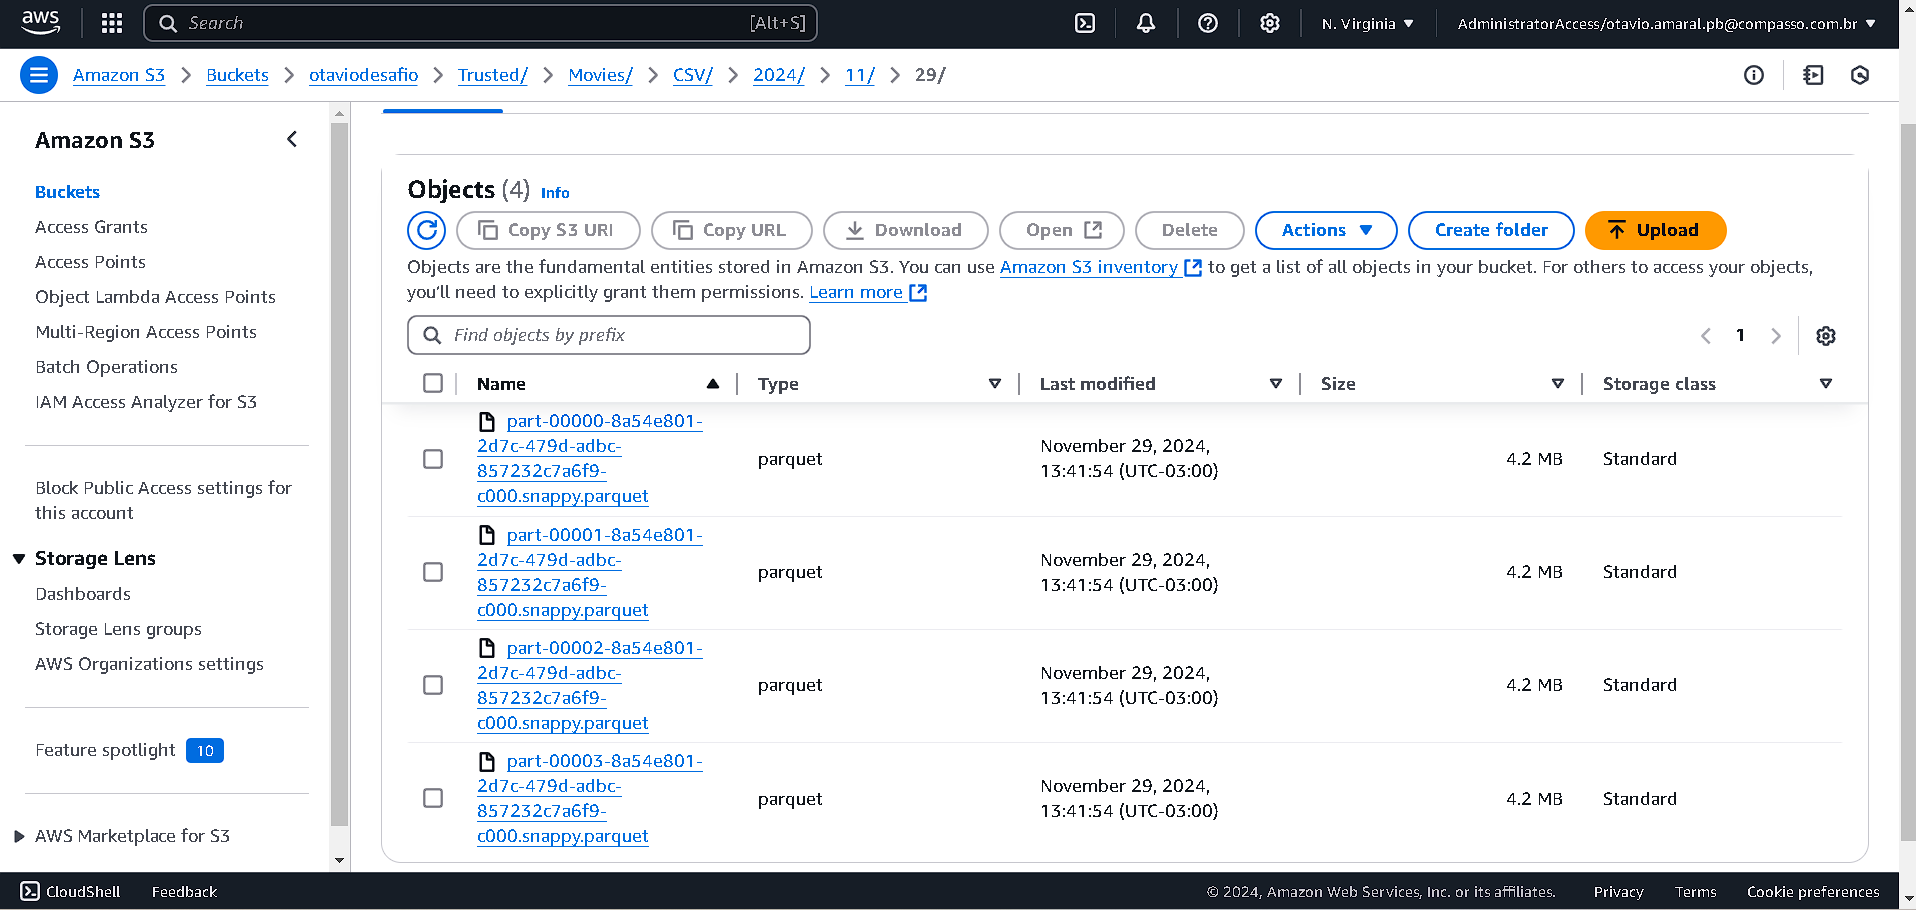 aws
Search [Alt+S]
N. Virginia
AdministratorAccess/otavio.amaral.pb@compasso.com.br
Amazon S3 Buckets otaviodesafio Trusted/ Movies/ CSV/ 2024/ 11/ 29/
Amazon S3
Buckets
Access Grants
Access Points
Object Lambda Access Points
Multi-Region Access Points
Batch Operations
IAM Access Analyzer for S3
Block Public Access settings for
this account
Storage Lens
Dashboards
Storage Lens groups
AWS Organizations settings
Feature spotlight 10
AWS Marketplace for S3
Objects (4) Info
Copy S3 URI Copy URL Download Open Delete Actions Create folder Upload
Objects are the fundamental entities stored in Amazon S3. You can use Amazon S3 inventory to get a list of all objects in your bucket. For others to access your objects,
you'll need to explicitly grant them permissions. Learn more
Find objects by prefix
1
Name Type Last modified Size Storage class
part-00000-8a54e801-
2d7c-479d-adbc-
857232c7a6f9-
c000.snappy.parquet
parquet
November 29, 2024,
13:41:54 (UTC-03:00)
4.2 MB
Standard
part-00001-8a54e801-
2d7c-479d-adbc-
857232c7a6f9-
c000.snappy.parquet
parquet
November 29, 2024,
13:41:54 (UTC-03:00)
4.2 MB
Standard
part-00002-8a54e801-
2d7c-479d-adbc-
857232c7a6f9-
c000.snappy.parquet
parquet
November 29, 2024,
13:41:54 (UTC-03:00)
4.2 MB
Standard
part-00003-8a54e801-
2d7c-479d-adbc-
857232c7a6f9-
c000.snappy.parquet
parquet
November 29, 2024,
13:41:54 (UTC-03:00)
4.2 MB
Standard
CloudShell Feedback
© 2024, Amazon Web Services, Inc. or its affiliates. Privacy Terms Cookie preferences